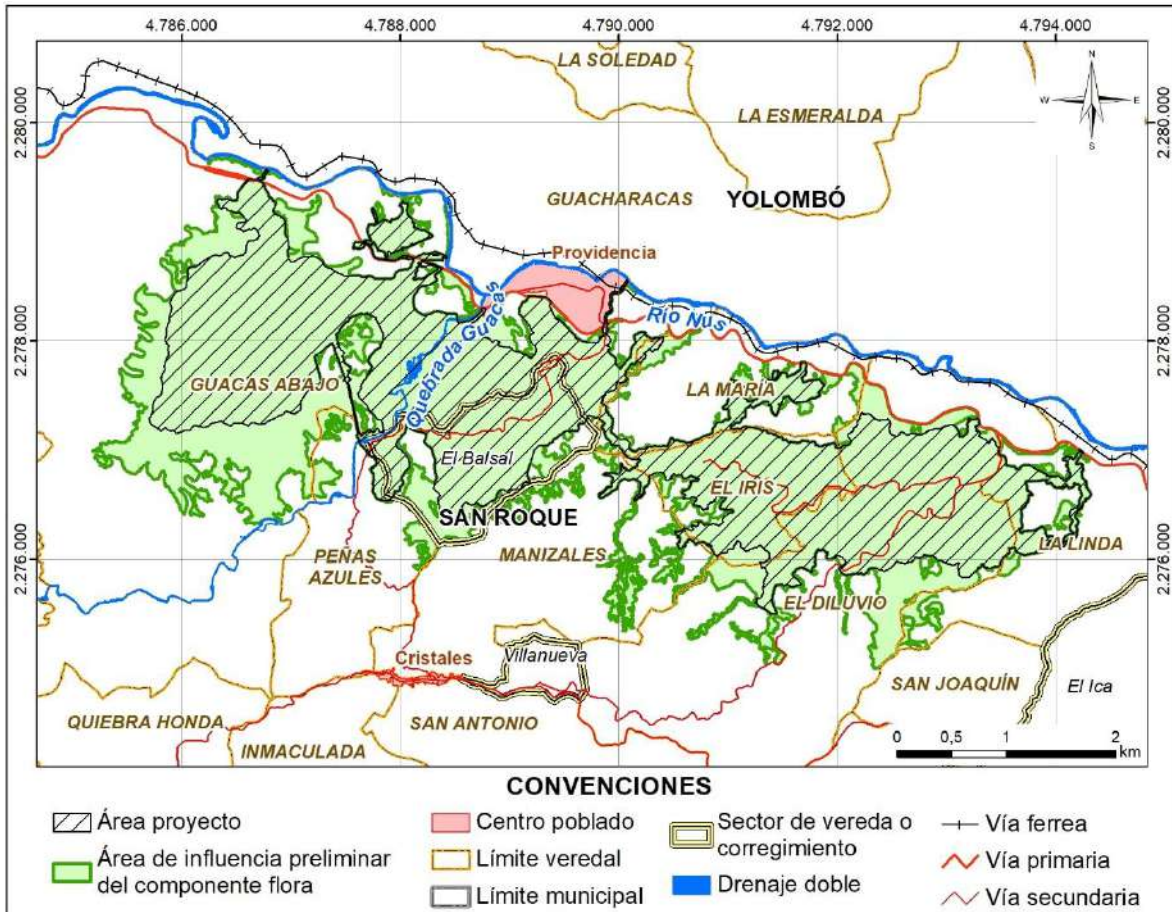 4.786.000
4.788.000
4.790.000
4.792.000
4.794.000
N
W
E
S
2.280.000
2.280.000
2.278.000
2.278.000
2.276.000
2.276.000
LA SOLEDAD
LA ESMERALDA
GUACHARACAS
YOLOMBÓ
Providencia
Río Nus
Quebrada Guacas
GUACAS ABAJO
LA MARÍA
El Balsal
EL IRIS
SAN ROQUE
PEÑAS
AZULES
MANIZALES
LA LINDA
EL DILUVIO
Villanueva
Cristales
SAN JOAQUÍN
El Ica
QUIEBRA HONDA
SAN ANTONIO
INMACULADA
0 0,5 1 2
km
CONVENCIONES
Área proyecto
Área de influencia preliminar
del componente flora
Centro poblado
Límite veredal
Límite municipal
Sector de vereda o
corregimiento
Drenaje doble
Vía ferrea
Vía primaria
Vía secundaria